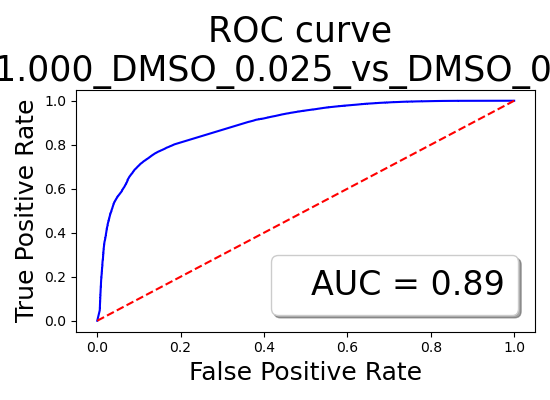 ROC curve
1.000_DMSO_0.025_vs_DMSO_0
1.0
0.8
0.6
0.4
0.2
0.0
True Positive Rate
AUC = 0.89
0.0 0.2 0.4 0.6 0.8 1.0
False Positive Rate